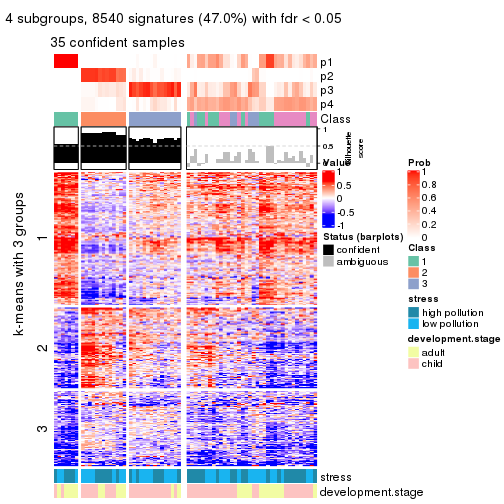 4 subgroups, 8540 signatures (47.0%) with fdr < 0.05
35 confident samples
p1
p2
p3
p4
Class
1
0.5
0
Silhouette
score
k-means with 3 groups
1
2
3
Value
1
0.5
0
-0.5
-1
Status (barplots)
confident
ambiguous
Prob
1
0.8
0.6
0.4
0.2
0
Class
1
2
3
stress
high pollution
low pollution
development.stage
adult
child
stress
development.stage